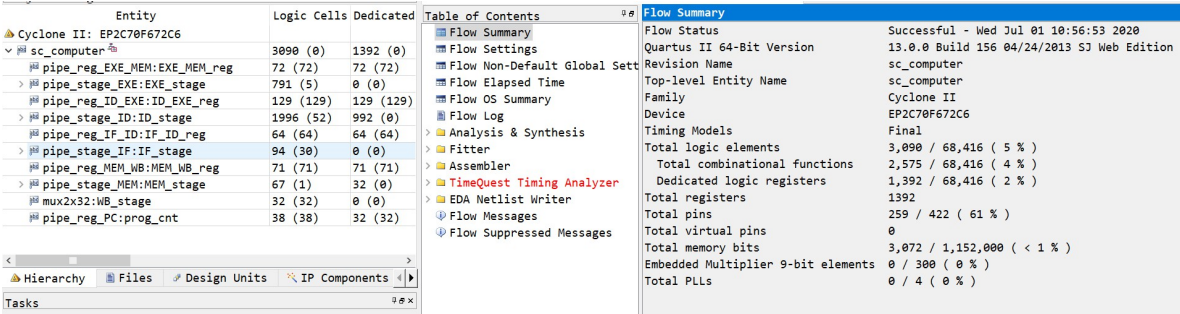 Entity Logic Cells Dedicated
Cyclone II: EP2C70F672C6
sc_computer 3090 (0) 1392 (0)
pipe_reg_EXE_MEM:EXE_MEM_reg 72 (72) 72 (72)
pipe_stage_EXE:EXE_stage 791 (5) 0 (0)
pipe_reg_ID_EXE:ID_EXE_reg 129 (129) 129 (129)
pipe_stage_ID:ID_stage 1996 (52) 992 (0)
pipe_reg_IF_ID:IF_ID_reg 64 (64) 64 (64)
pipe_stage_IF:IF_stage 94 (30) 0 (0)
pipe_reg_MEM_WB:MEM_WB_reg 71 (71) 71 (71)
pipe_stage_MEM:MEM_stage 67 (1) 32 (0)
mux2x32:WB_stage 32 (32) 0 (0)
pipe_reg_PC:prog_cnt 38 (38) 32 (32)
Hierarchy Files Design Units IP Components
Tasks
Table of Contents
Flow Summary
Flow Settings
Flow Non-Default Global Sett
Flow Elapsed Time
Flow OS Summary
Flow Log
Analysis & Synthesis
Fitter
Assembler
TimeQuest Timing Analyzer
EDA Netlist Writer
Flow Messages
Flow Suppressed Messages
Flow Summary
Flow Status Successful - Wed Jul 01 10:56:53 2020
Quartus II 64-Bit Version 13.0.0 Build 156 04/24/2013 SJ Web Edition
Revision Name sc_computer
Top-level Entity Name sc_computer
Family Cyclone II
Device EP2C70F672C6
Timing Models Final
Total logic elements 3,090 / 68,416 ( 5 % )
Total combinational functions 2,575 / 68,416 ( 4 % )
Dedicated logic registers 1,392 / 68,416 ( 2 % )
Total registers 1392
Total pins 259 / 422 ( 61 % )
Total virtual pins 0
Total memory bits 3,072 / 1,152,000 ( < 1 % )
Embedded Multiplier 9-bit elements 0 / 300 ( 0 % )
Total PLLs 0 / 4 ( 0 % )